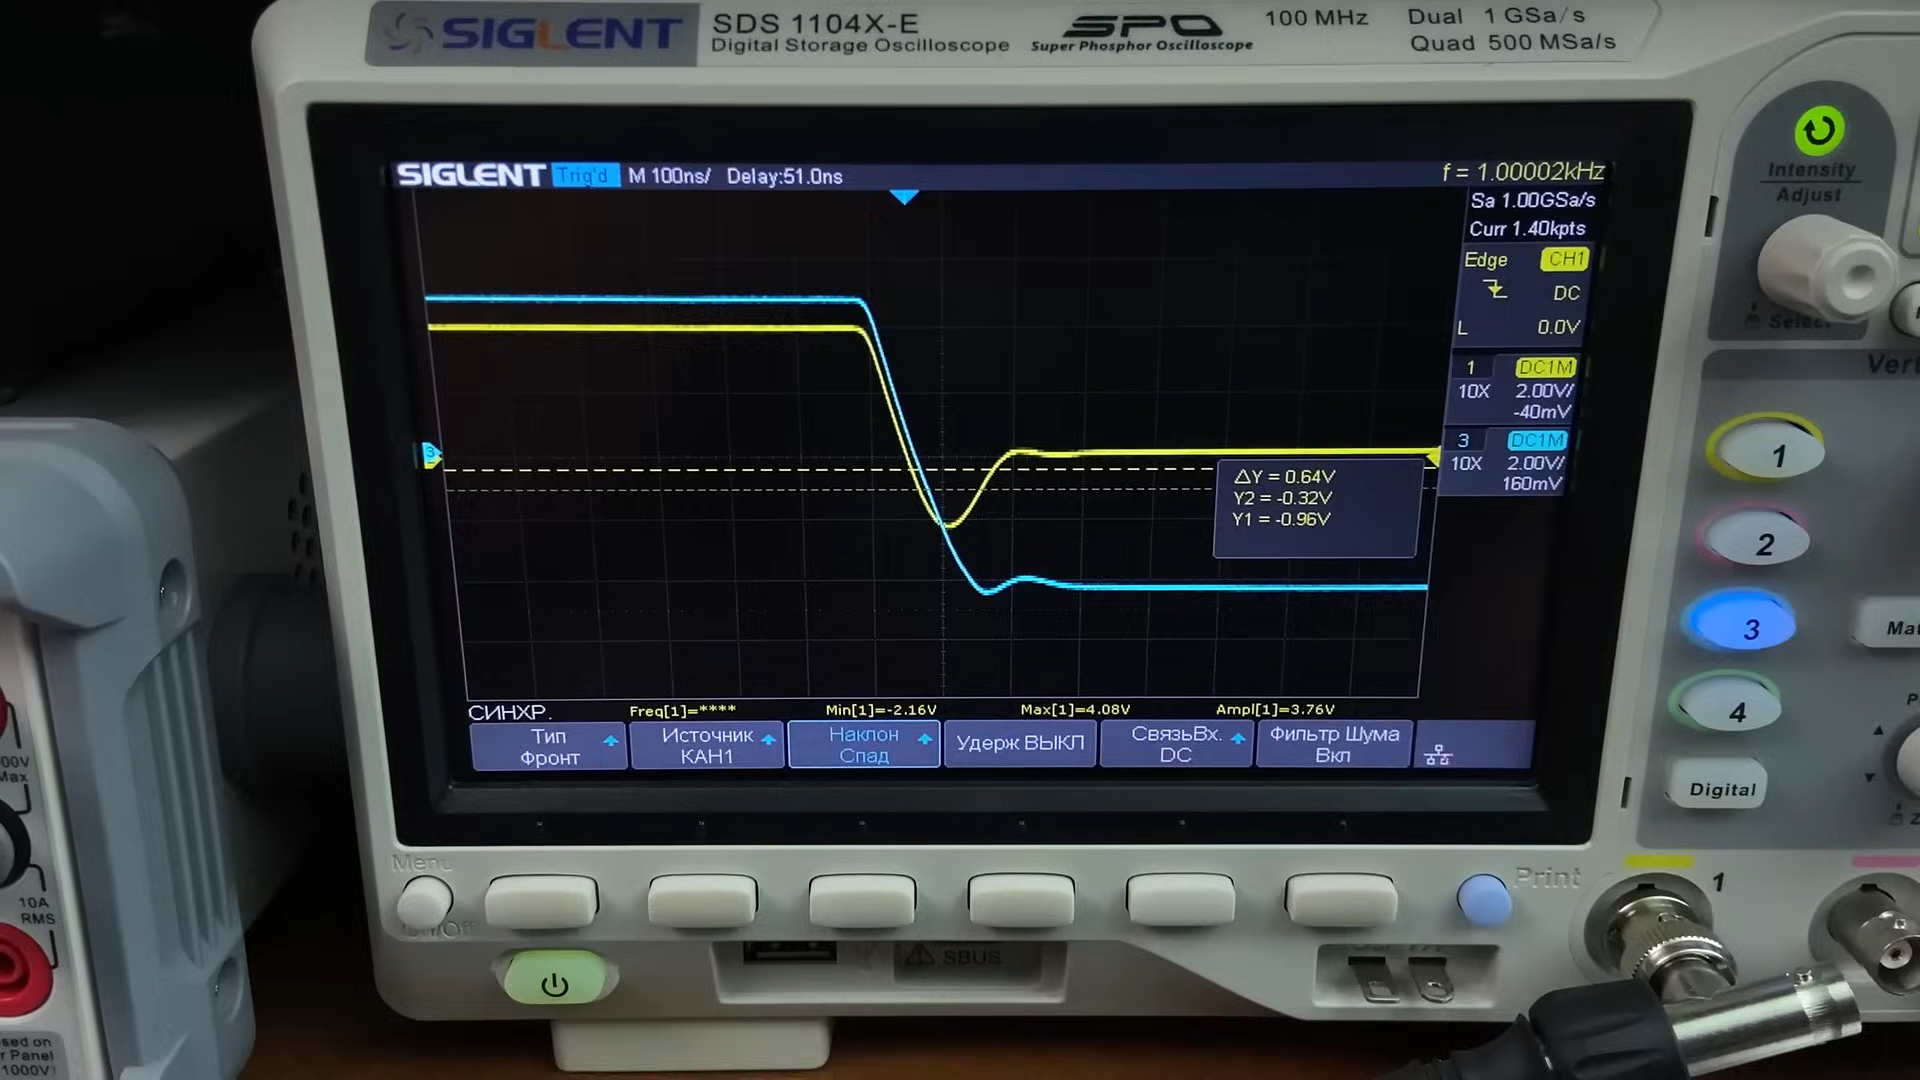 SIGLENT SDS 1104X-E
Digital Storage Oscilloscope
SPO
Super Phosphor Oscilloscope
100 MHz
Dual 1 GSa/s
Quad 500 MSa/s
SIGLENT Trig'd M 100ns/ Delay:51.0ns
f = 1.00002kHz
Sa 1.00GSa/s
Curr 1.40kpts
Edge CH1
DC
L 0.0V
1 DC1M
10X 2.00V/
-40mV
3 DC1M
10X 2.00V/
160mV
3
ΔY = 0.64V
Y2 = -0.32V
Y1 = -0.96V
СИНХР. Freq[1]=**** Min[1]=-2.16V Max[1]=4.08V Ampl[1]=3.76V
Тип
Фронт
Источник
КАН1
Наклон
Спад
Удерж ВЫКЛ
СвязьВх.
DC
Фильтр Шума
Вкл
Intensity
Adjust
Select
1
2
3
4
Digital
Menu
On/Off
Print
SBUS
1
10A
RMS
1000V)